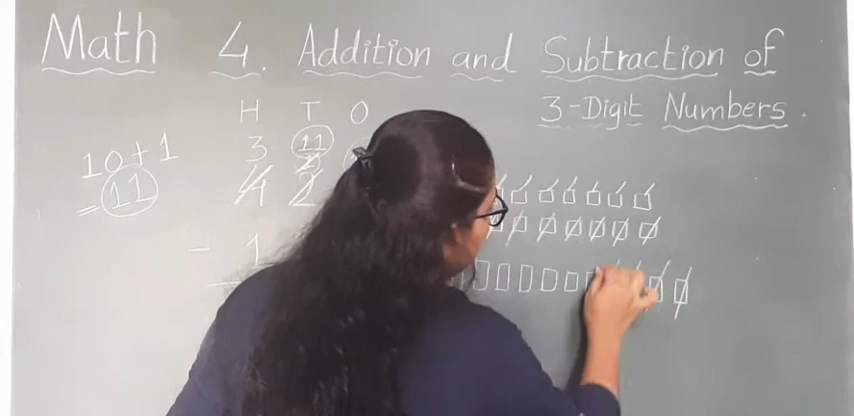 Math 4. Addition and Subtraction of
3-Digit Numbers.
H T O
10+1
= 11
3 11
4 2
- 1